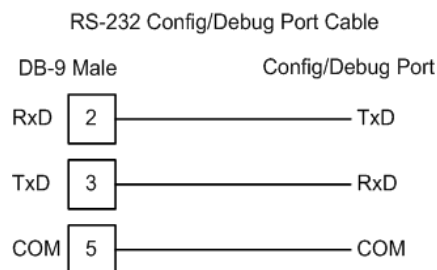 RS-232 Config/Debug Port Cable
DB-9 Male Config/Debug Port
RxD 2 TxD
TxD 3 RxD
COM 5 COM